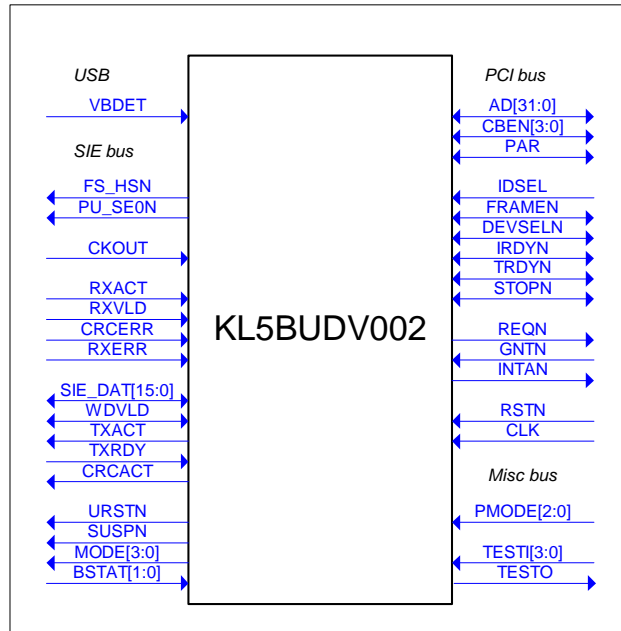 USB
VBDET
SIE bus
FS_HSN
PU_SE0N
CKOUT
RXACT
RXVLD
CRCERR
RXERR
SIE_DAT[15:0]
WDVLD
TXACT
TXRDY
CRCACT
URSTN
SUSPN
MODE[3:0]
BSTAT[1:0]
KL5BUDV002
PCI bus
AD[31:0]
CBEN[3:0]
PAR
IDSEL
FRAMEN
DEVSELN
IRDYN
TRDYN
STOPN
REQN
GNTN
INTAN
RSTN
CLK
Misc bus
PMODE[2:0]
TESTI[3:0]
TESTO